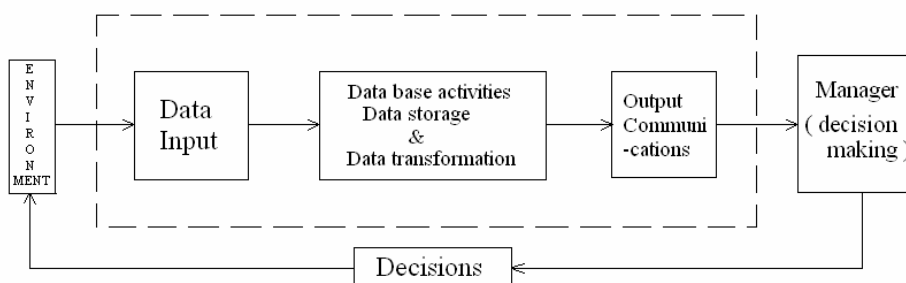 E
N
V
I
R
O
N
MENT
Data
Input
Data base activities
Data storage
&
Data transformation
Output
Communi
-cations
Manager
( decision
making )
Decisions